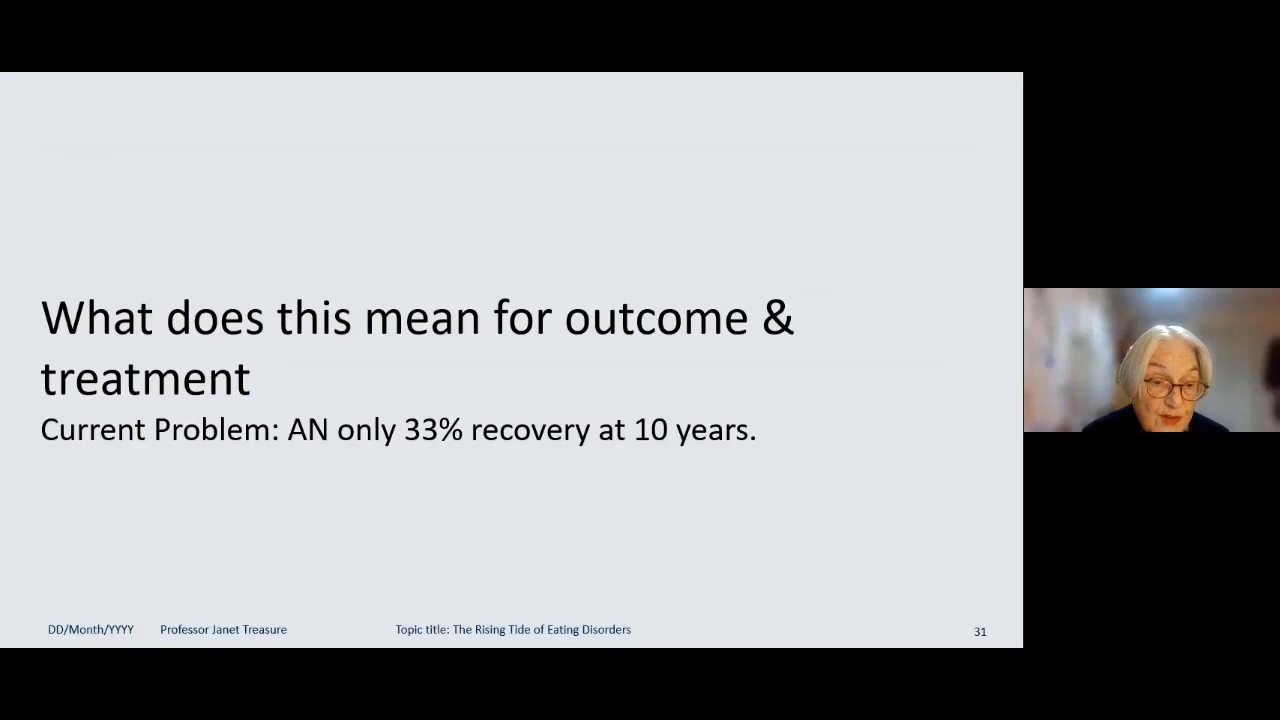 What does this mean for outcome &
treatment
Current Problem: AN only 33% recovery at 10 years.
DD/Month/YYYY Professor Janet Treasure Topic title: The Rising Tide of Eating Disorders 31